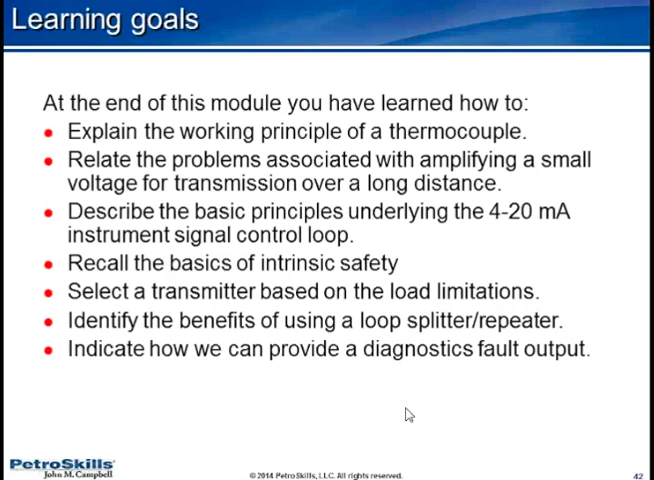 Learning goals
At the end of this module you have learned how to:
• Explain the working principle of a thermocouple.
• Relate the problems associated with amplifying a small
voltage for transmission over a long distance.
• Describe the basic principles underlying the 4-20 mA
instrument signal control loop.
• Recall the basics of intrinsic safety
• Select a transmitter based on the load limitations.
• Identify the benefits of using a loop splitter/repeater.
• Indicate how we can provide a diagnostics fault output.
PetroSkills
John M. Campbell
© 2014 PetroSkills, LLC. All rights reserved.
42